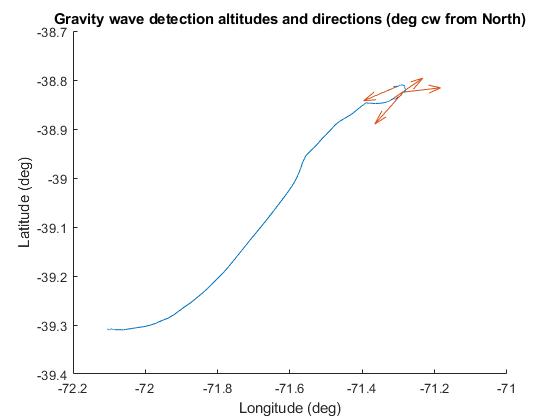 Gravity wave detection altitudes and directions (deg cw from North)
-38.7
-38.8
-38.9
-39
-39.1
-39.2
-39.3
-39.4
Latitude (deg)
-72.2 -72 -71.8 -71.6 -71.4 -71.2 -71
Longitude (deg)